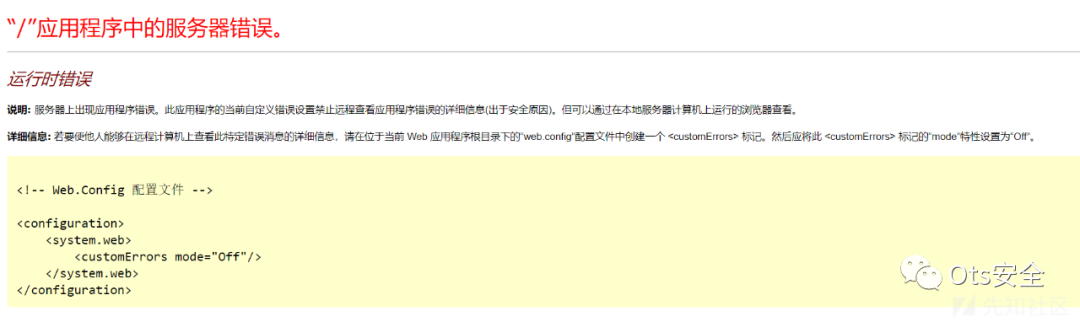 “/”应用程序中的服务器错误。
运行时错误
说明: 服务器上出现应用程序错误。此应用程序的当前自定义错误设置禁止远程查看应用程序错误的详细信息(出于安全原因)。但可以通过在本地服务器计算机上运行的浏览器查看。
详细信息: 若要使他人能够在远程计算机上查看此特定错误消息的详细信息，请在位于当前 Web 应用程序根目录下的“web.config”配置文件中创建一个 <customErrors> 标记。然后应将此 <customErrors> 标记的“mode”特性设置为“Off”。
<!-- Web.Config 配置文件 -->
<configuration>
    <system.web>
        <customErrors mode="Off"/>
    </system.web>
</configuration>
Ots安全
先知社区